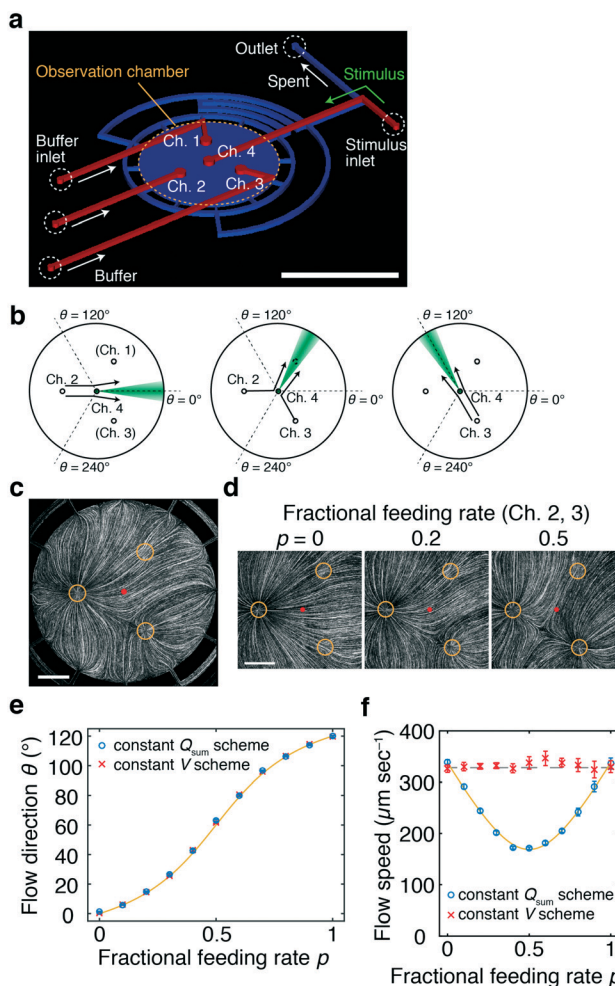 a
Outlet
Observation chamber
Spent
Stimulus
Buffer
inlet
Ch. 1
Ch. 4
Stimulus
inlet
Ch. 2
Ch. 3
Buffer
b
θ = 120°
θ = 120°
θ = 120°
(Ch. 1)
Ch. 2
Ch. 4
θ = 0°
Ch. 2
Ch. 4
θ = 0°
Ch. 4
θ = 0°
(Ch. 3)
Ch. 3
Ch. 3
θ = 240°
θ = 240°
θ = 240°
c
d
Fractional feeding rate (Ch. 2, 3)
p = 0
0.2
0.5
e
Flow direction θ (°)
120
100
80
60
40
20
0
constant Qsum scheme
constant V scheme
0
0.5
1
Fractional feeding rate p
f
Flow speed (µm sec⁻¹)
400
300
200
100
0
constant Qsum scheme
constant V scheme
0
0.5
1
Fractional feeding rate p